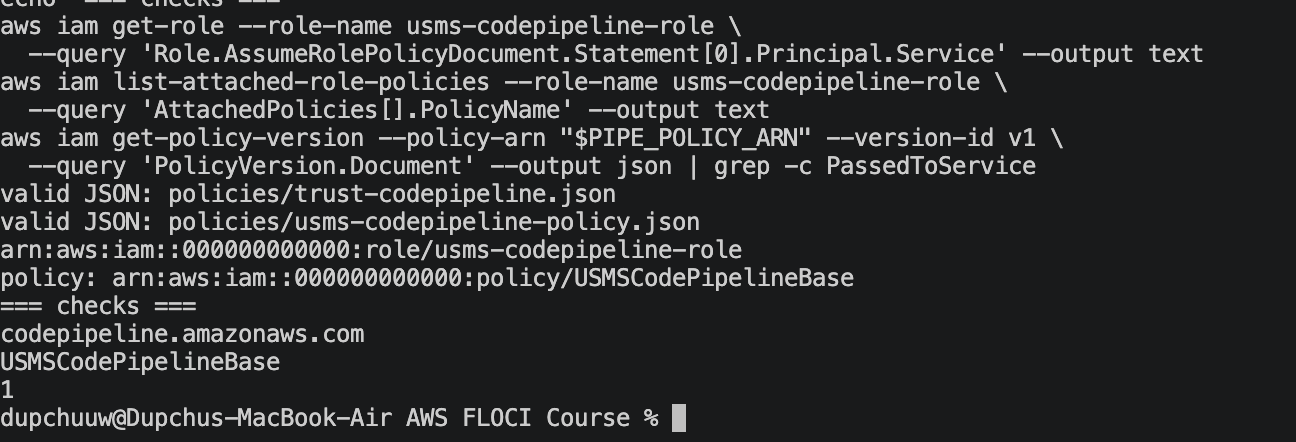 echo "=== checks ==="
aws iam get-role --role-name usms-codepipeline-role \
  --query 'Role.AssumeRolePolicyDocument.Statement[0].Principal.Service' --output text
aws iam list-attached-role-policies --role-name usms-codepipeline-role \
  --query 'AttachedPolicies[].PolicyName' --output text
aws iam get-policy-version --policy-arn "$PIPE_POLICY_ARN" --version-id v1 \
  --query 'PolicyVersion.Document' --output json | grep -c PassedToService
valid JSON: policies/trust-codepipeline.json
valid JSON: policies/usms-codepipeline-policy.json
arn:aws:iam::000000000000:role/usms-codepipeline-role
policy: arn:aws:iam::000000000000:policy/USMSCodePipelineBase
=== checks ===
codepipeline.amazonaws.com
USMSCodePipelineBase
1
dupchuuw@Dupchus-MacBook-Air AWS FLOCI Course %